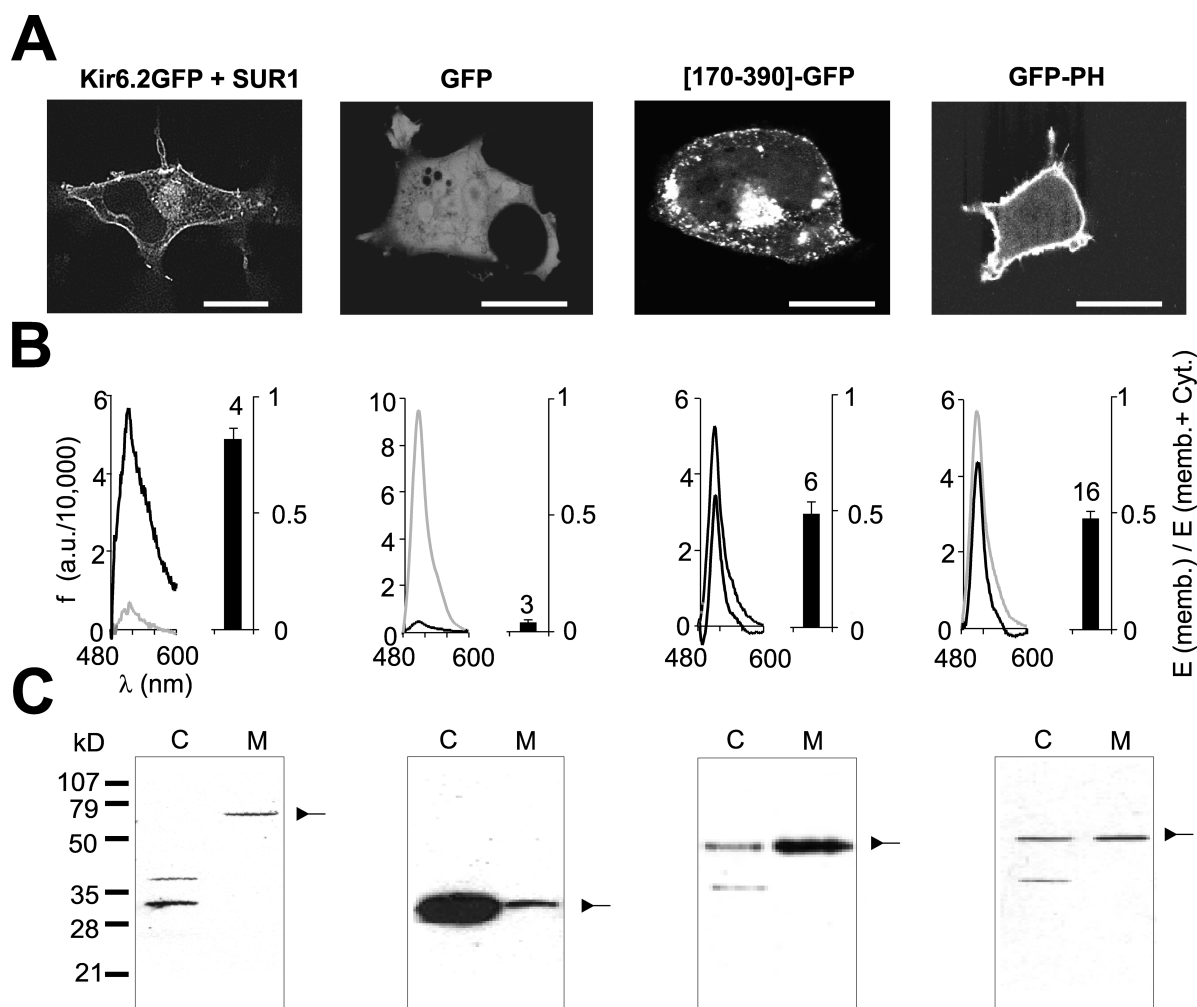 A
Kir6.2GFP + SUR1 GFP [170-390]-GFP GFP-PH
B
f (a.u./10,000)
6 4 2 0
480 600
λ (nm)
4
1 0.5 0
10 8 6 4 2 0
480 600
3
1 0.5 0
6 4 2 0
480 600
6
1 0.5 0
6 4 2 0
480 600
16
1 0.5 0
E (memb.) / E (memb.+ Cyt.)
C
kD C M C M C M C M
107
79
50
35
28
21